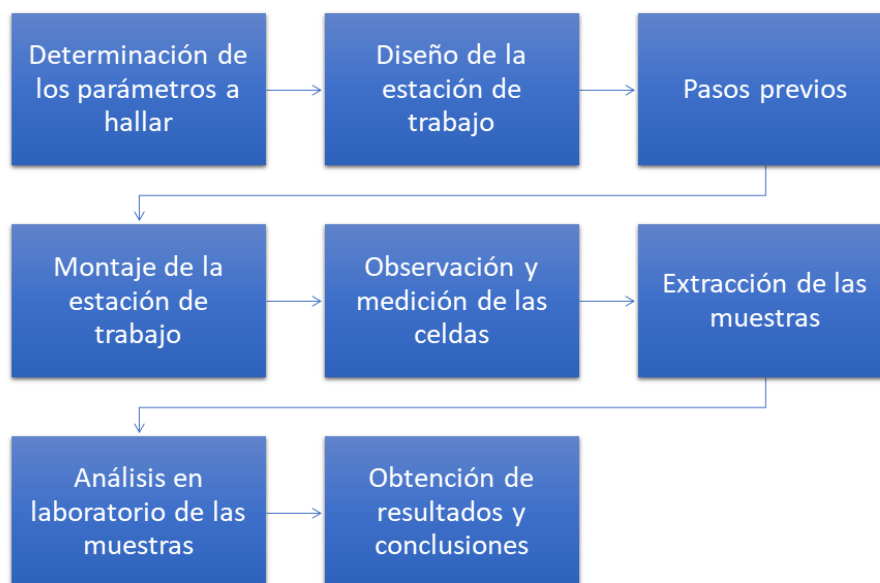 Determinación de
los parámetros a
hallar
Diseño de la
estación de
trabajo
Pasos previos
Montaje de la
estación de
trabajo
Observación y
medición de las
celdas
Extracción de las
muestras
Análisis en
laboratorio de las
muestras
Obtención de
resultados y
conclusiones